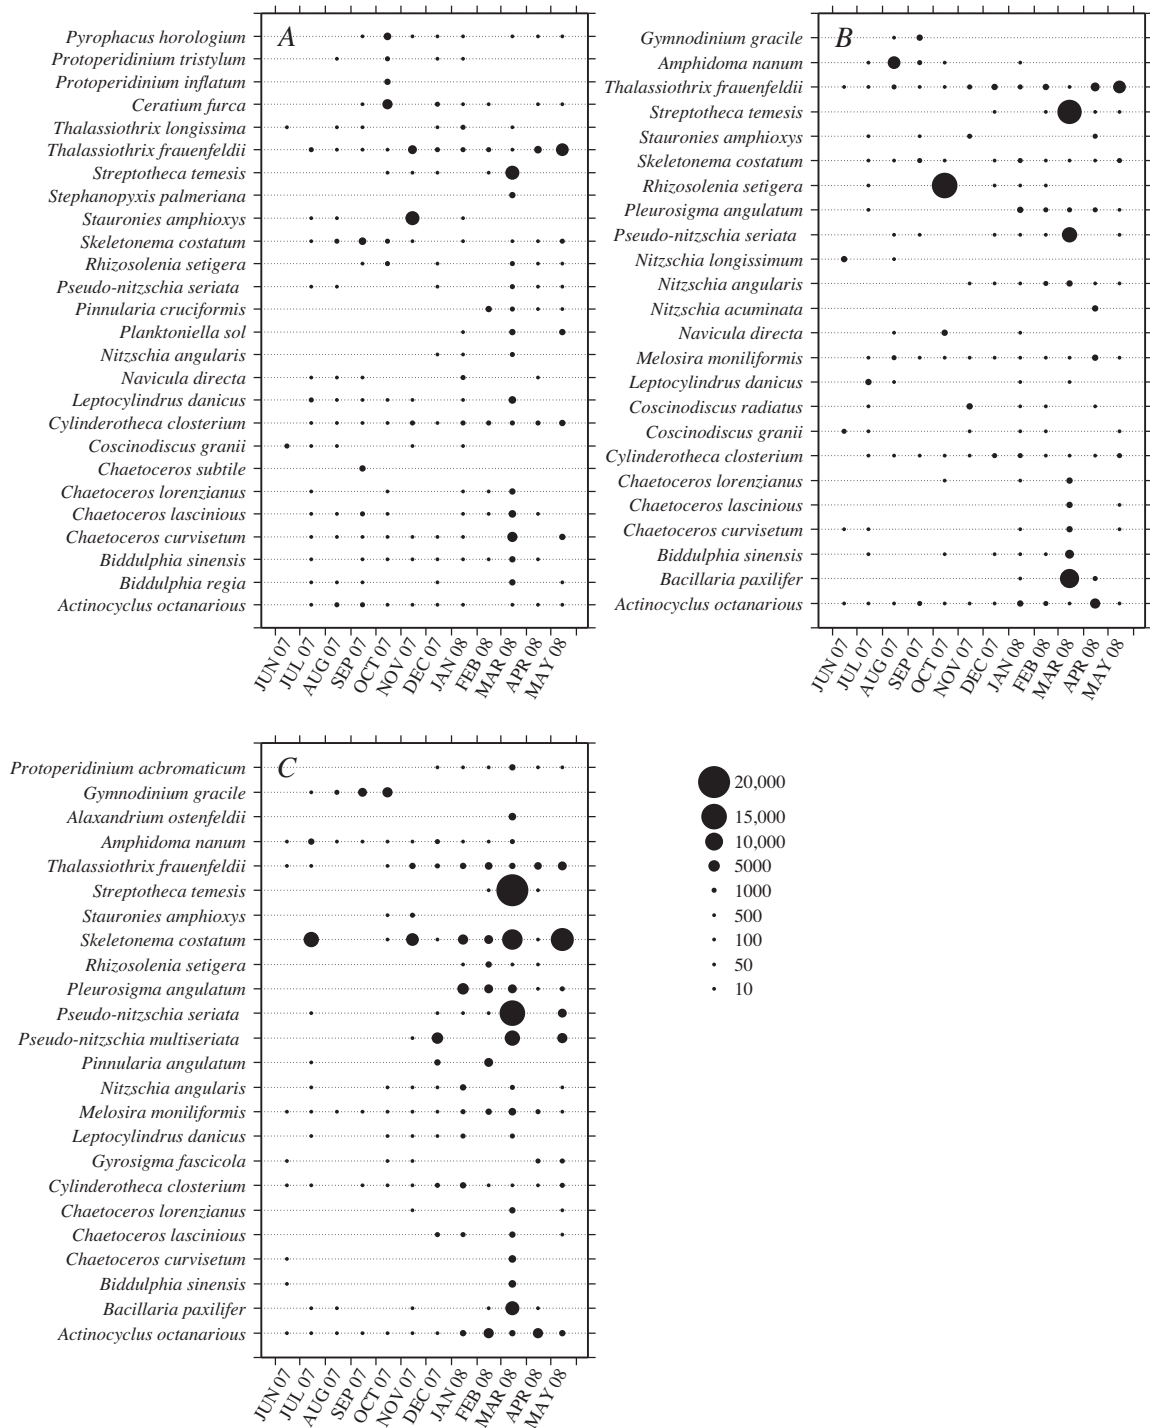 A
Pyrophacus horologium
Protoperidinium tristylum
Protoperidinium inflatum
Ceratium furca
Thalassiothrix longissima
Thalassiothrix frauenfeldii
Streptotheca temesis
Stephanopyxis palmeriana
Stauronies amphioxys
Skeletonema costatum
Rhizosolenia setigera
Pseudo-nitzschia seriata
Pinnularia cruciformis
Planktoniella sol
Nitzschia angularis
Navicula directa
Leptocylindrus danicus
Cylinderotheca closterium
Coscinodiscus granii
Chaetoceros subtile
Chaetoceros lorenzianus
Chaetoceros lascinious
Chaetoceros curvisetum
Biddulphia sinensis
Biddulphia regia
Actinocyclus octanarious
JUN 07
JUL 07
AUG 07
SEP 07
OCT 07
NOV 07
DEC 07
JAN 08
FEB 08
MAR 08
APR 08
MAY 08
B
Gymnodinium gracile
Amphidoma nanum
Thalassiothrix frauenfeldii
Streptotheca temesis
Stauronies amphioxys
Skeletonema costatum
Rhizosolenia setigera
Pleurosigma angulatum
Pseudo-nitzschia seriata
Nitzschia longissimum
Nitzschia angularis
Nitzschia acuminata
Navicula directa
Melosira moniliformis
Leptocylindrus danicus
Coscinodiscus radiatus
Coscinodiscus granii
Cylinderotheca closterium
Chaetoceros lorenzianus
Chaetoceros lascinious
Chaetoceros curvisetum
Biddulphia sinensis
Bacillaria paxilifer
Actinocyclus octanarious
JUN 07
JUL 07
AUG 07
SEP 07
OCT 07
NOV 07
DEC 07
JAN 08
FEB 08
MAR 08
APR 08
MAY 08
C
Protoperidinium acbromaticum
Gymnodinium gracile
Alaxandrium ostenfeldii
Amphidoma nanum
Thalassiothrix frauenfeldii
Streptotheca temesis
Stauronies amphioxys
Skeletonema costatum
Rhizosolenia setigera
Pleurosigma angulatum
Pseudo-nitzschia seriata
Pseudo-nitzschia multiseriata
Pinnularia angulatum
Nitzschia angularis
Melosira moniliformis
Leptocylindrus danicus
Gyrosigma fascicola
Cylinderotheca closterium
Chaetoceros lorenzianus
Chaetoceros lascinious
Chaetoceros curvisetum
Biddulphia sinensis
Bacillaria paxilifer
Actinocyclus octanarious
JUN 07
JUL 07
AUG 07
SEP 07
OCT 07
NOV 07
DEC 07
JAN 08
FEB 08
MAR 08
APR 08
MAY 08
20,000
15,000
10,000
5000
1000
500
100
50
10